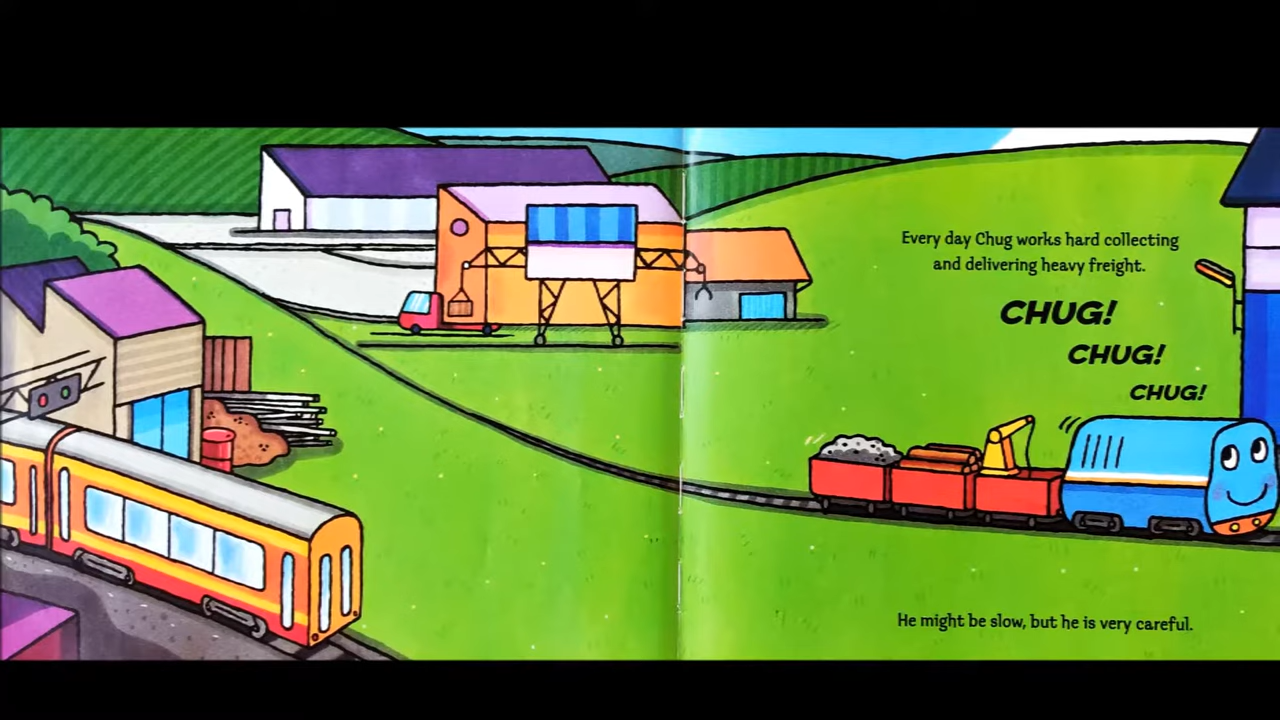 Every day Chug works hard collecting
and delivering heavy freight.
CHUG!
CHUG!
CHUG!
He might be slow, but he is very careful.